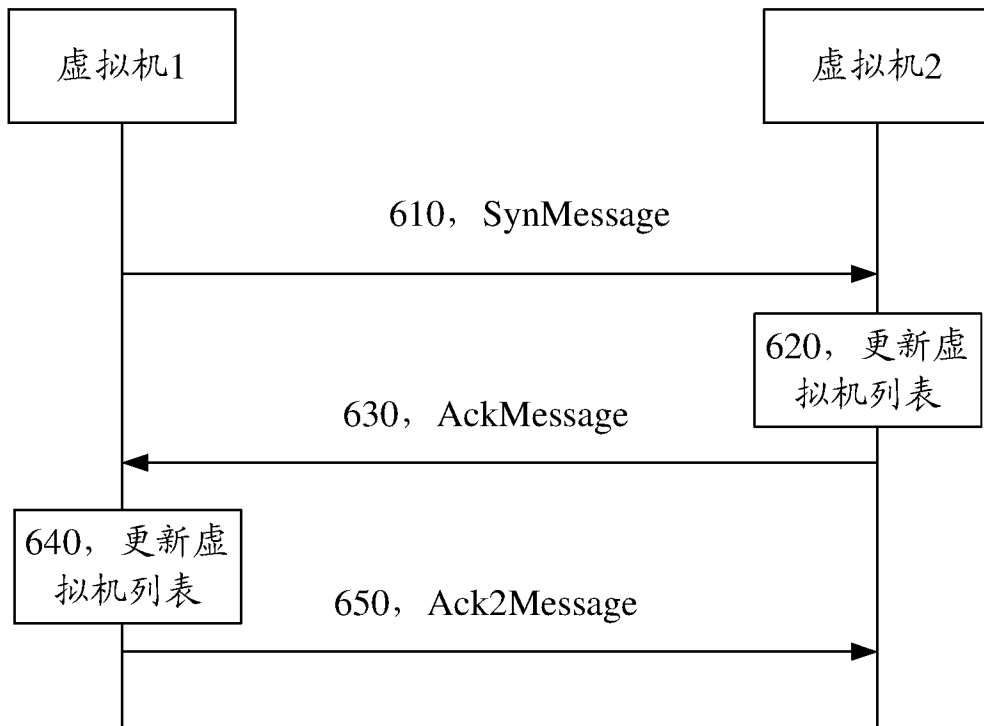 虚拟机1
虚拟机2
610，SynMessage
620，更新虚
拟机列表
630，AckMessage
640，更新虚
拟机列表
650，Ack2Message